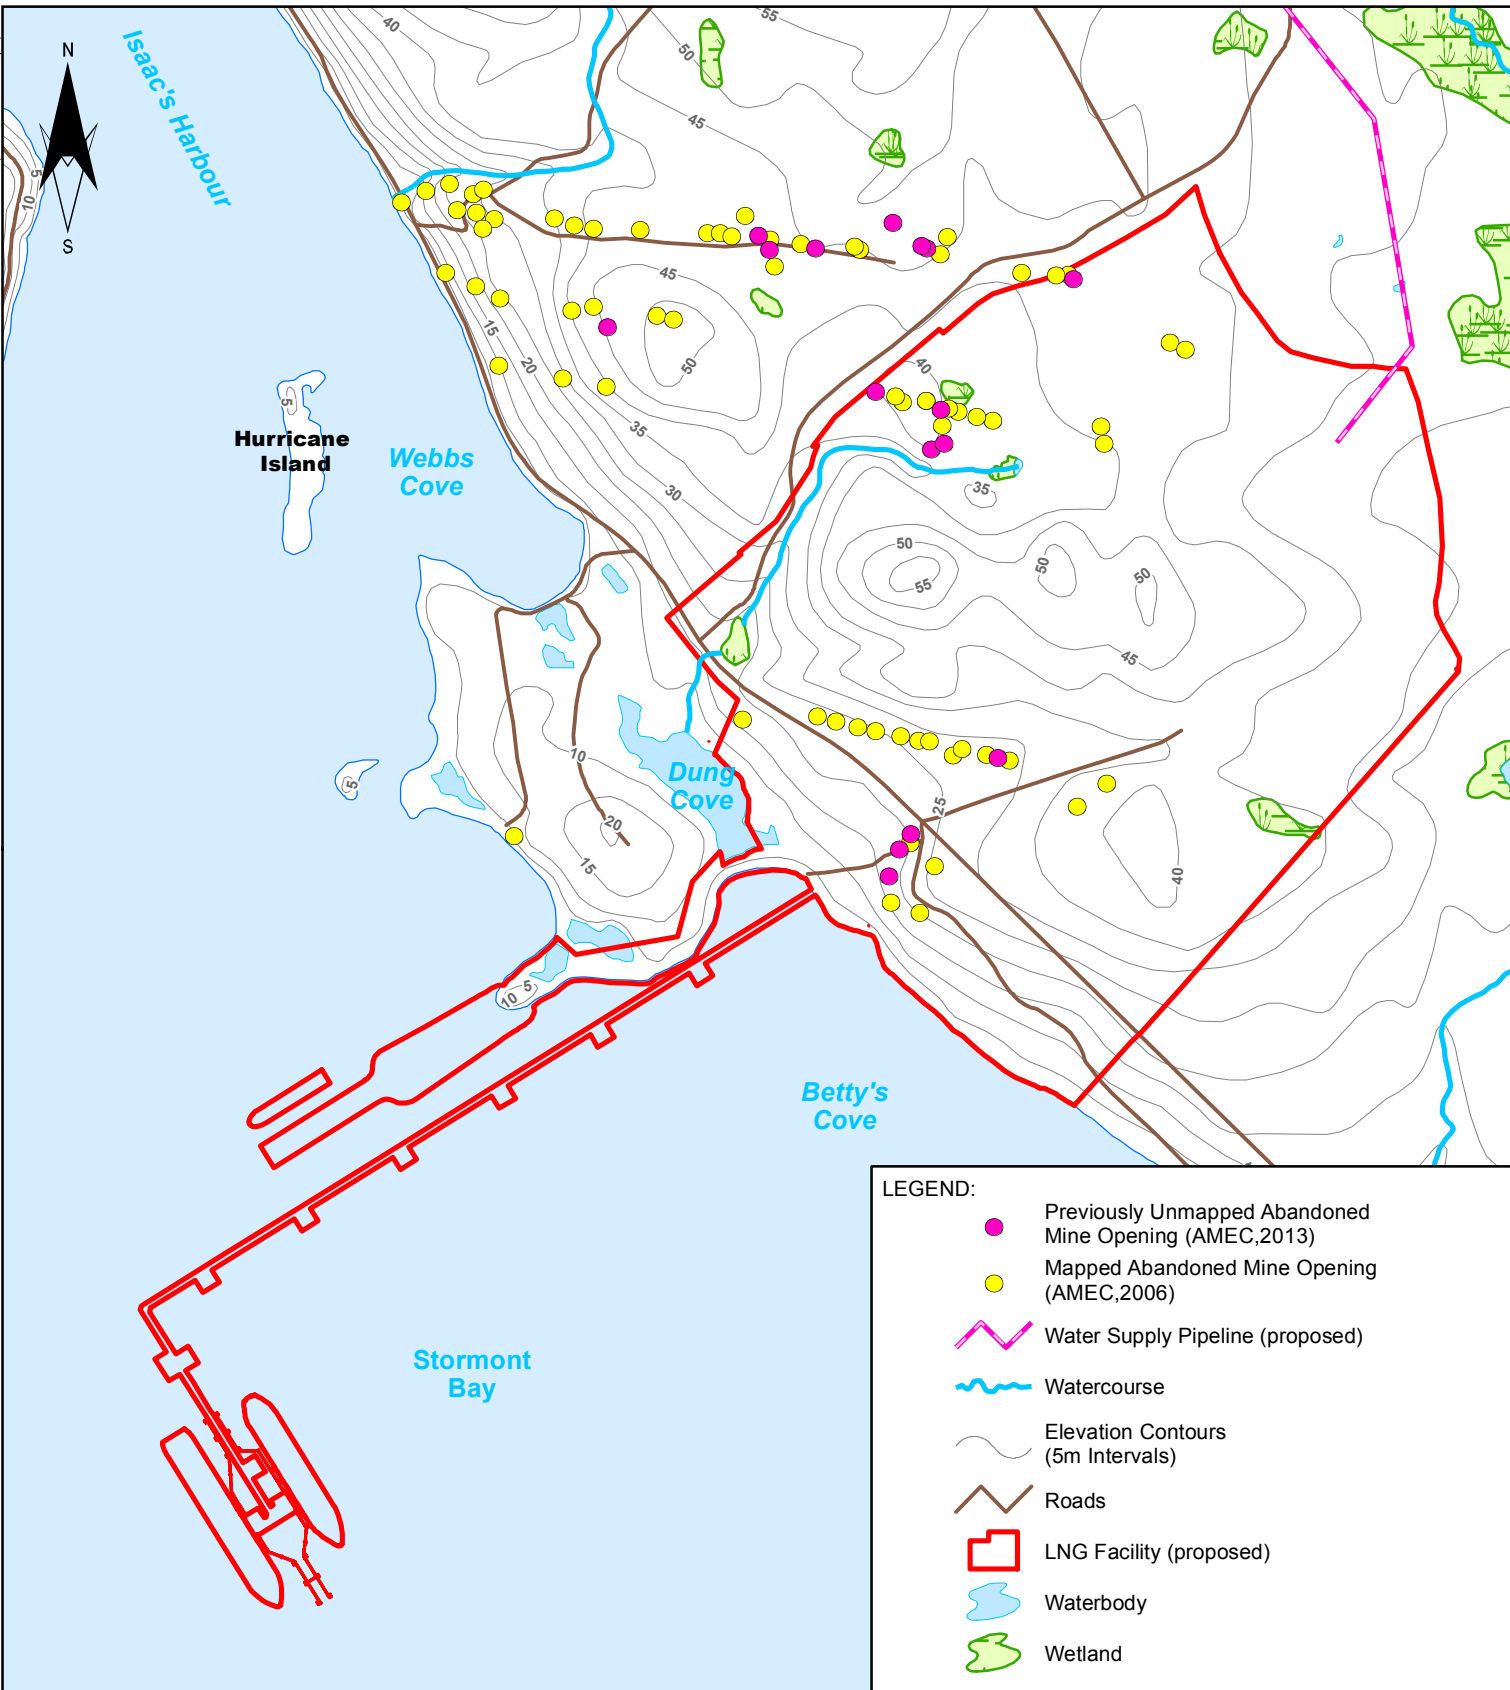 N
S
Isaac's Harbour
40
55
50
45
5
10
45
50
15
20
35
30
40
35
5
Hurricane
Island
Webbs
Cove
50
55
50
50
45
10
20
15
5
Dung
Cove
25
40
10
5
Betty's
Cove
Stormont
Bay
LEGEND:
Previously Unmapped Abandoned
Mine Opening (AMEC,2013)
Mapped Abandoned Mine Opening
(AMEC,2006)
Water Supply Pipeline (proposed)
Watercourse
Elevation Contours
(5m Intervals)
Roads
LNG Facility (proposed)
Waterbody
Wetland